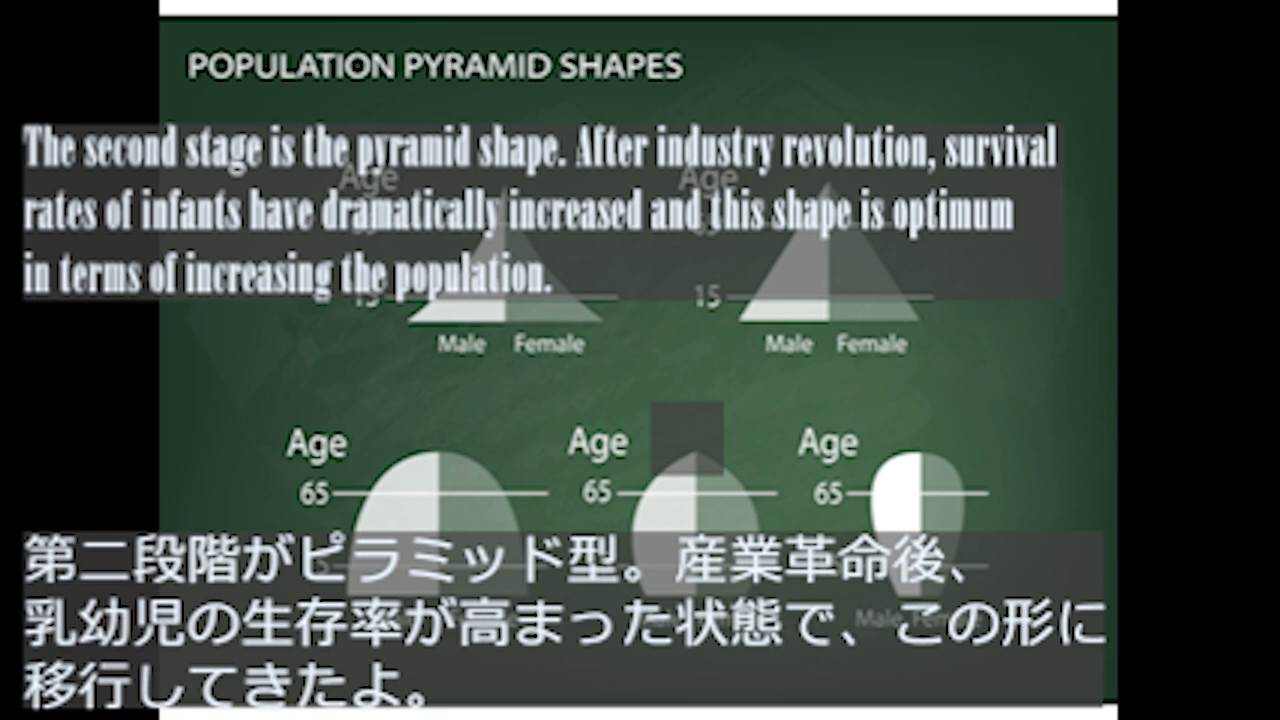 POPULATION PYRAMID SHAPES
The second stage is the pyramid shape. After industry revolution, survival
rates of infants have dramatically increased and this shape is optimum
in terms of increasing the population.
Age
Age
15
15
Male Female
Male Female
Age
Age
Age
65
65
65
第二段階がピラミッド型。産業革命後、
乳幼児の生存率が高まった状態で、この形に
移行してきたよ。
Male